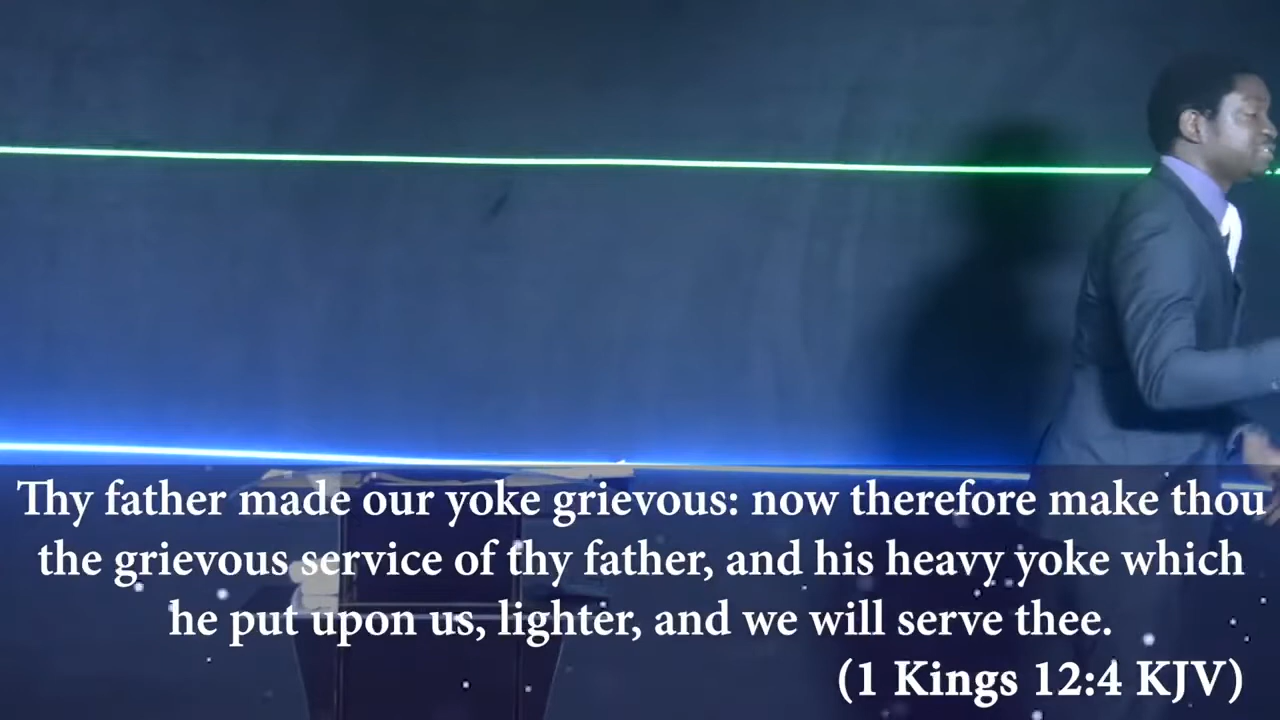 Thy father made our yoke grievous: now therefore make thou
the grievous service of thy father, and his heavy yoke which
he put upon us, lighter, and we will serve thee.
(1 Kings 12:4 KJV)